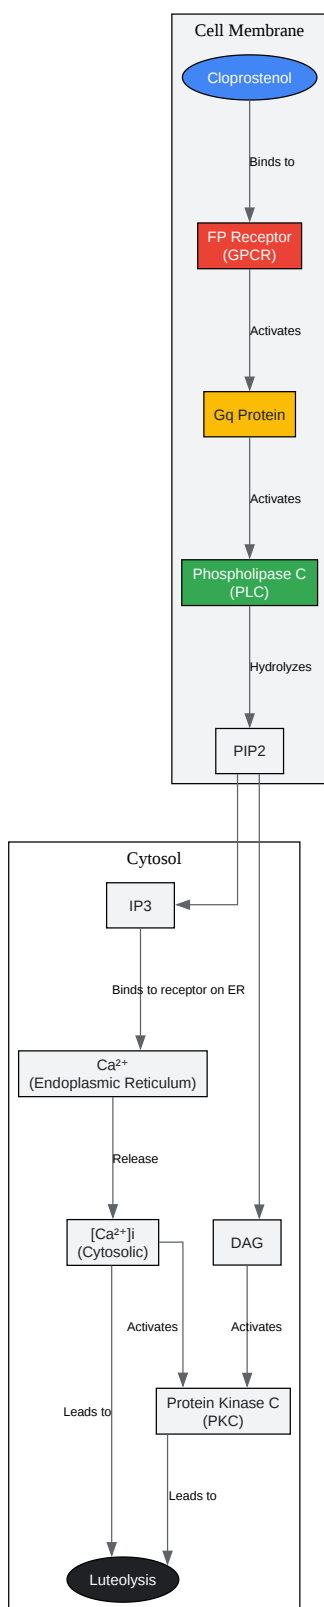 Cell Membrane
Cloprostenol
Binds to
FP Receptor
(GPCR)
Activates
Gq Protein
Activates
Phospholipase C
(PLC)
Hydrolyzes
PIP2
Cytosol
IP3
Binds to receptor on ER
Ca²⁺
(Endoplasmic Reticulum)
Release
[Ca²⁺]i
(Cytosolic)
DAG
Activates
Activates
Protein Kinase C
(PKC)
Leads to
Leads to
Luteolysis